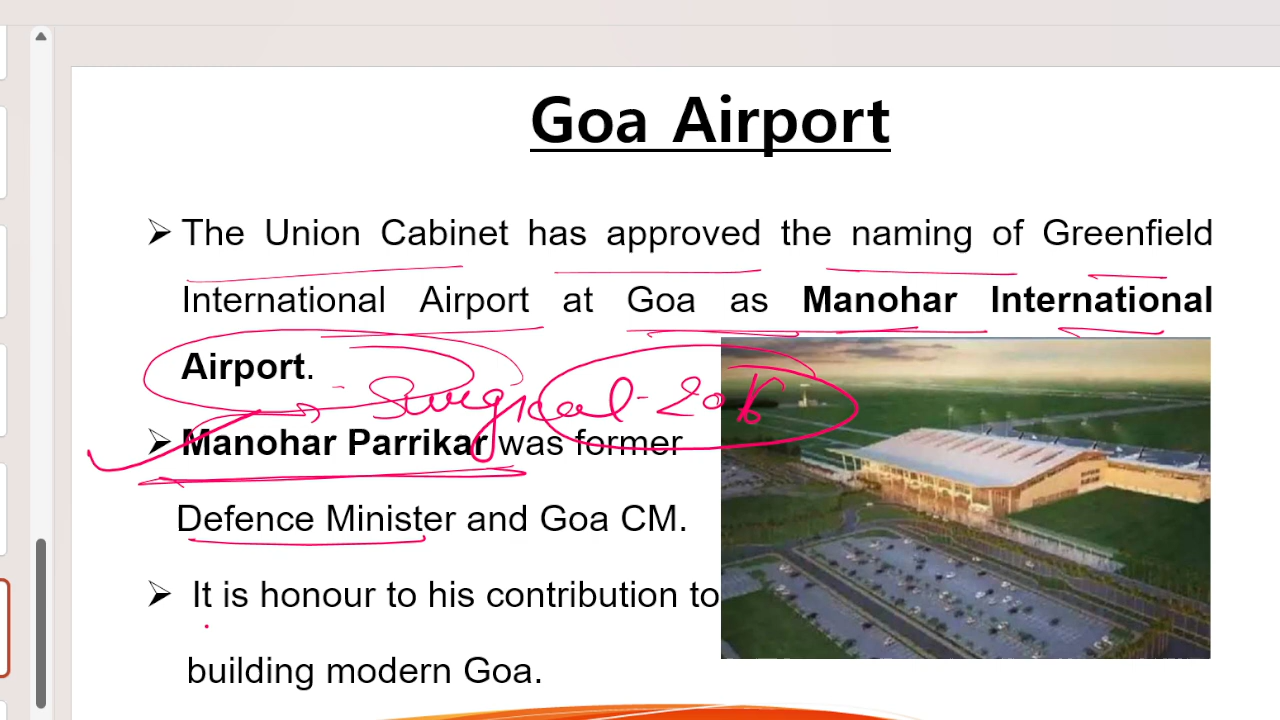 Goa Airport
➢ The Union Cabinet has approved the naming of Greenfield
International Airport at Goa as Manohar International
Airport.
Surgical - 2016
➢ Manohar Parrikar was former
Defence Minister and Goa CM.
➢ It is honour to his contribution to
building modern Goa.